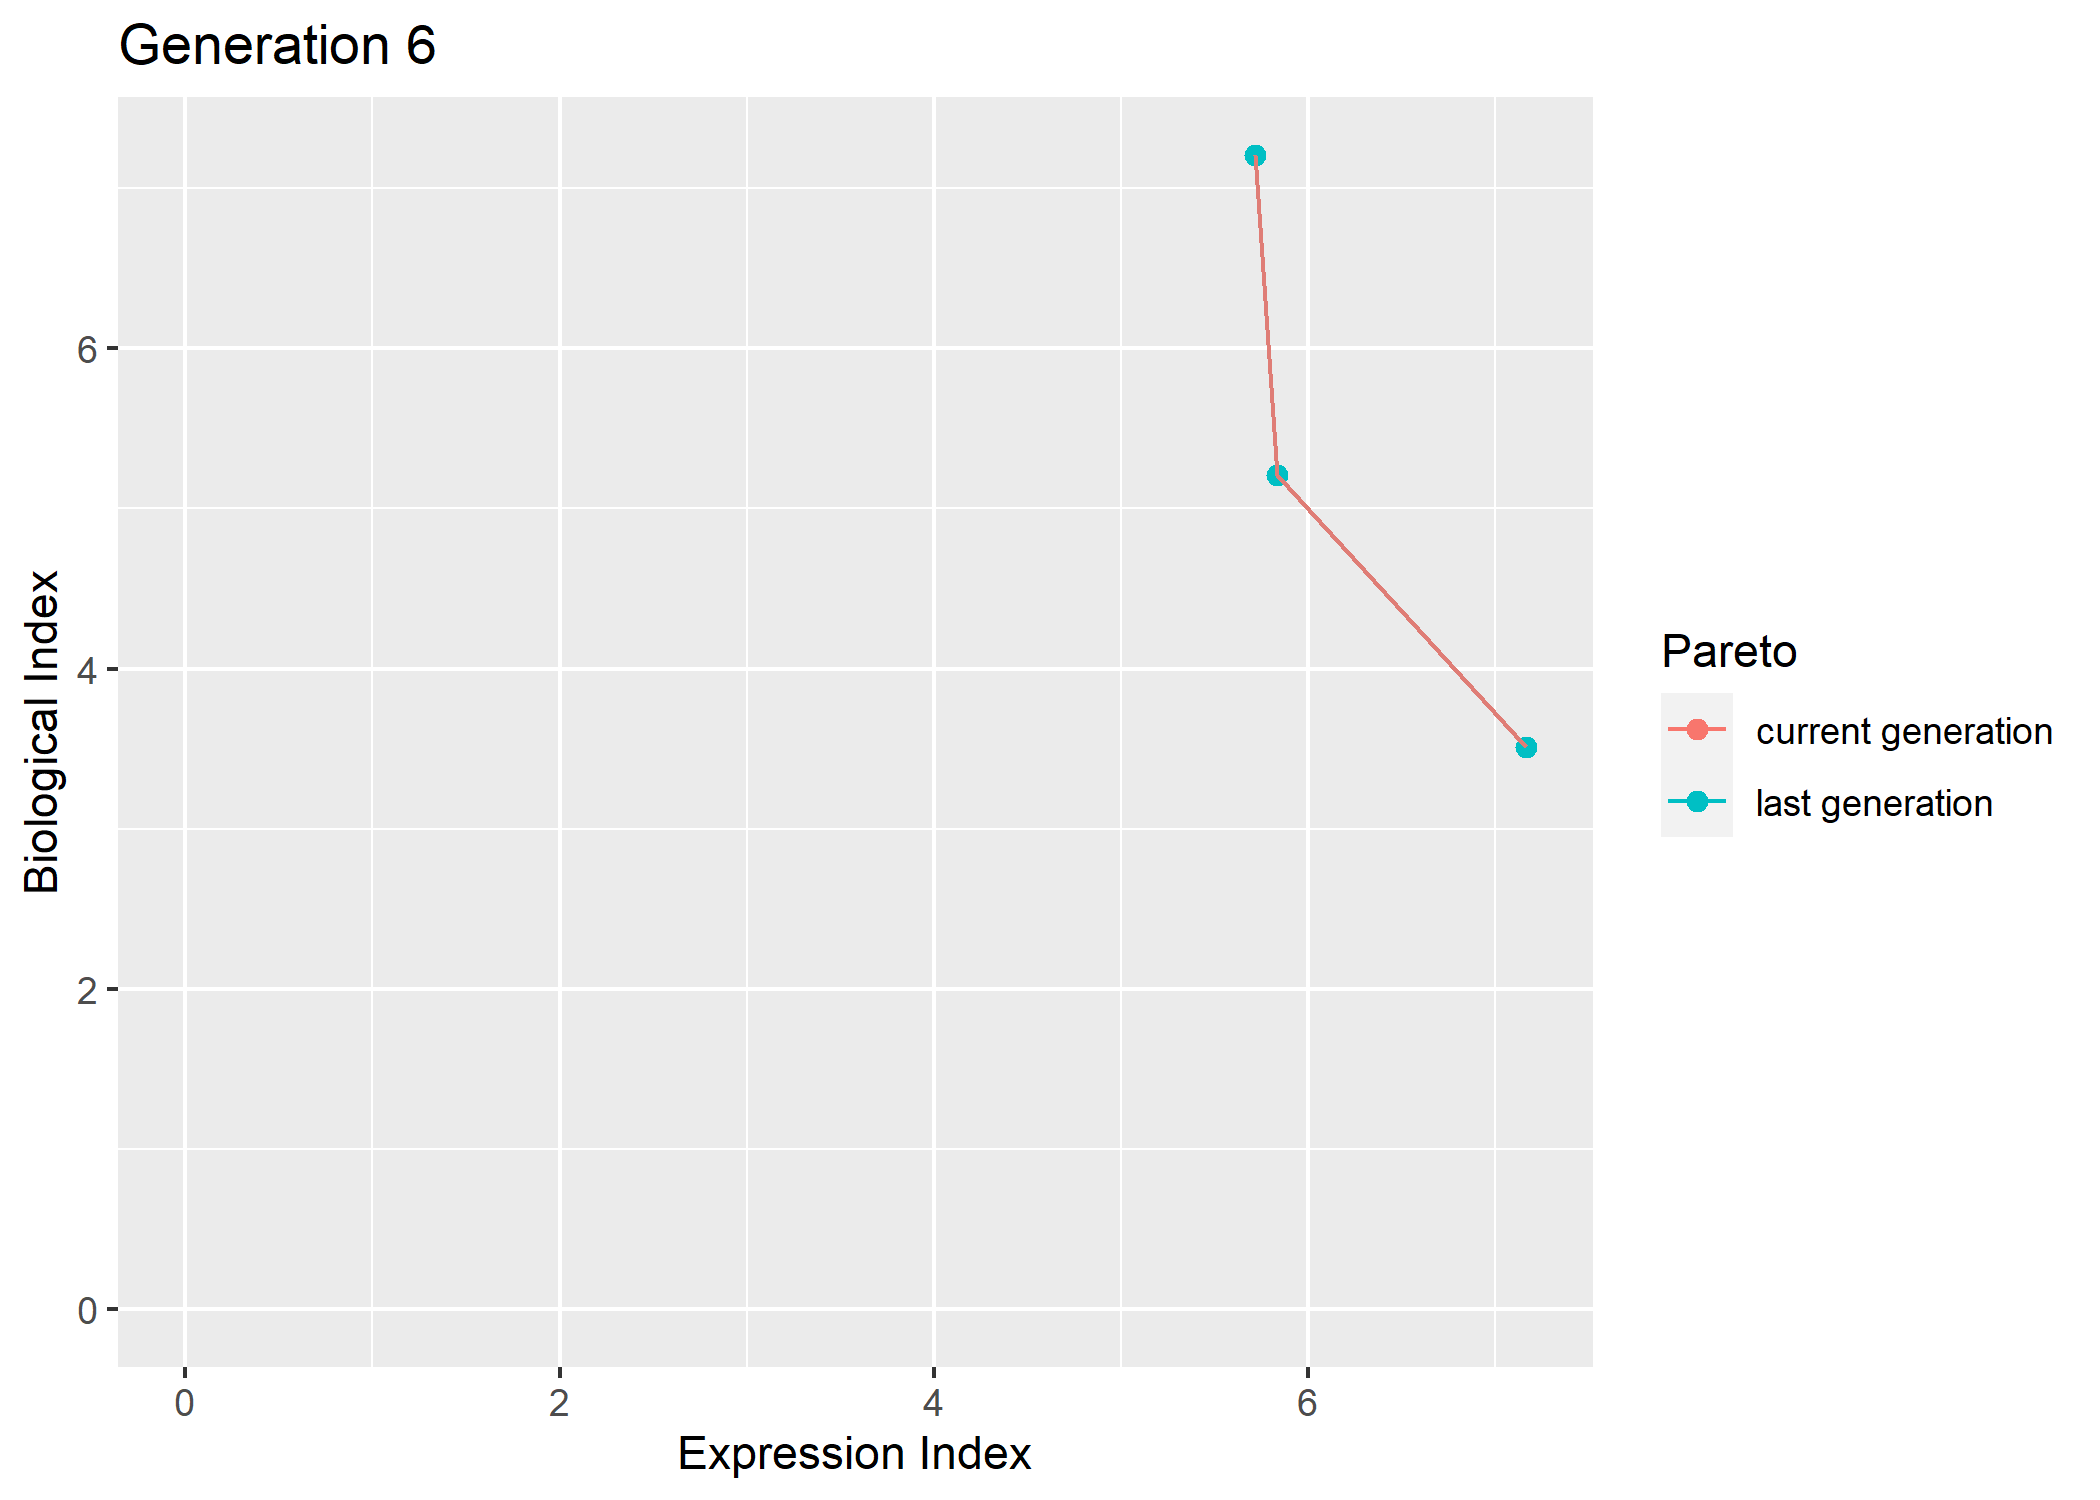 Generation 6
Biological Index
6
4
2
0
0 2 4 6
Expression Index
Pareto
current generation
last generation